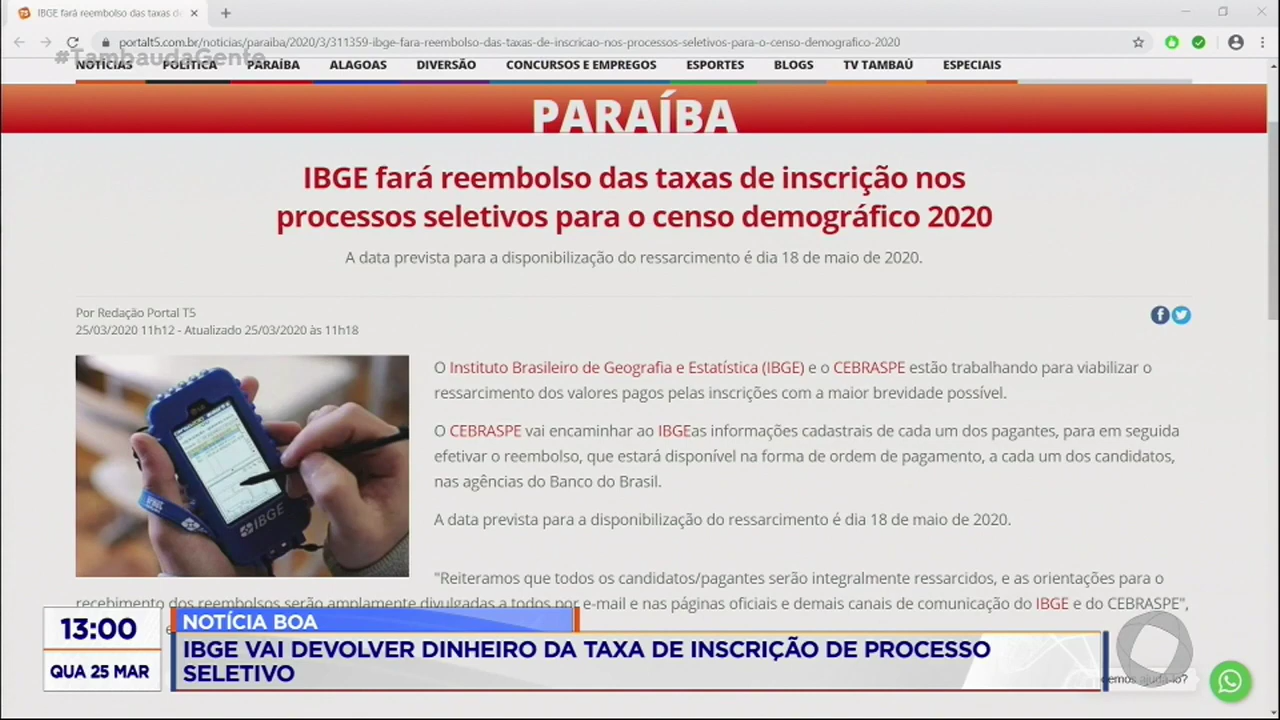 IBGE fará reembolso das taxas de
portalt5.com.br/noticias/paraiba/2020/3/311359-ibge-fara-reembolso-das-taxas-de-inscricao-nos-processos-seletivos-para-o-censo-demografico-2020
#TambaudaGente
NOTÍCIAS POLÍTICA PARAÍBA ALAGOAS DIVERSÃO CONCURSOS E EMPREGOS ESPORTES BLOGS TV TAMBAÚ ESPECIAIS
PARAÍBA
IBGE fará reembolso das taxas de inscrição nos
processos seletivos para o censo demográfico 2020
A data prevista para a disponibilização do ressarcimento é dia 18 de maio de 2020.
Por Redação Portal T5
25/03/2020 11h12 - Atualizado 25/03/2020 às 11h18
O Instituto Brasileiro de Geografia e Estatística (IBGE) e o CEBRASPE estão trabalhando para viabilizar o
ressarcimento dos valores pagos pelas inscrições com a maior brevidade possível.
O CEBRASPE vai encaminhar ao IBGEas informações cadastrais de cada um dos pagantes, para em seguida
efetivar o reembolso, que estará disponível na forma de ordem de pagamento, a cada um dos candidatos,
nas agências do Banco do Brasil.
A data prevista para a disponibilização do ressarcimento é dia 18 de maio de 2020.
IBGE
"Reiteramos que todos os candidatos/pagantes serão integralmente ressarcidos, e as orientações para o
recebimento dos reembolsos serão amplamente divulgadas a todos por e-mail e nas páginas oficiais e demais canais de comunicação do IBGE e do CEBRASPE",
13:00
QUA 25 MAR
NOTÍCIA BOA
IBGE VAI DEVOLVER DINHEIRO DA TAXA DE INSCRIÇÃO DE PROCESSO
SELETIVO
ajudá-lo?